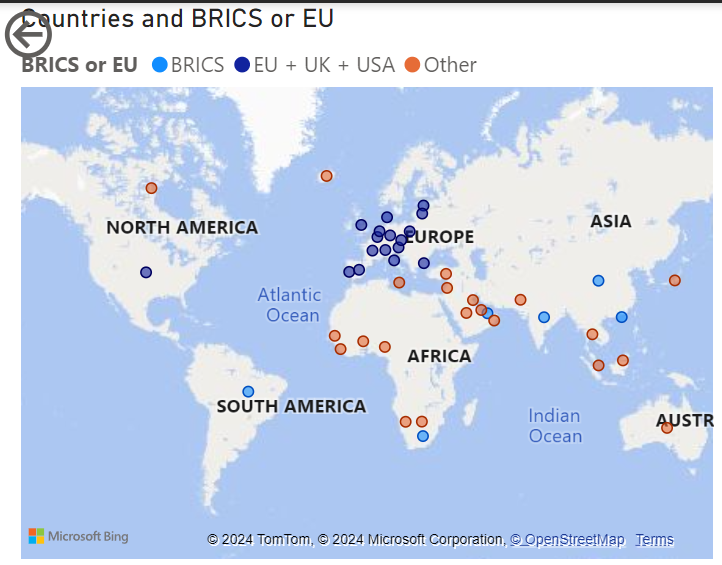 Countries and BRICS or EU
BRICS or EU BRICS EU + UK + USA Other
NORTH AMERICA
ASIA
EUROPE
Atlantic
Ocean
AFRICA
SOUTH AMERICA
Indian
Ocean
AUSTR
Microsoft Bing
© 2024 TomTom, © 2024 Microsoft Corporation, © OpenStreetMap Terms